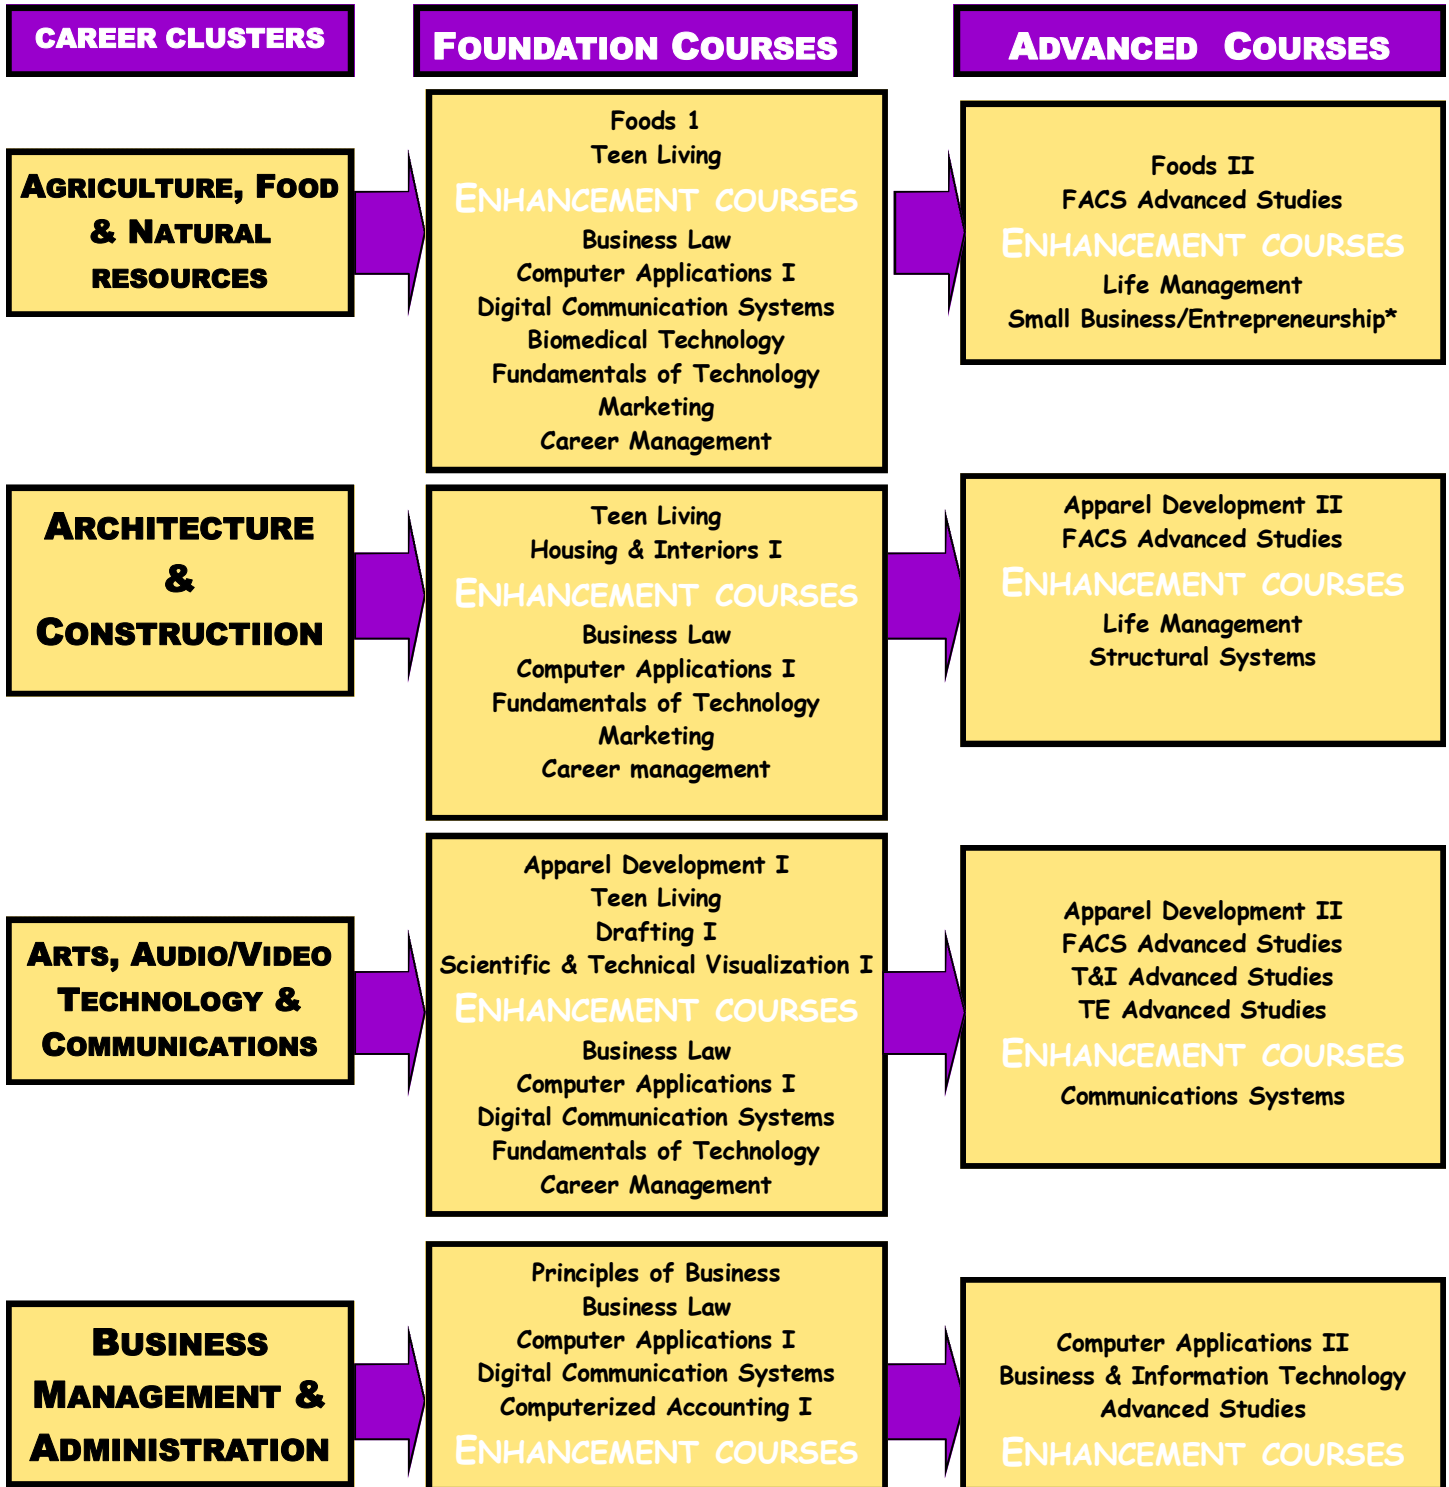 CAREER CLUSTERS
FOUNDATION COURSES
ADVANCED COURSES
AGRICULTURE, FOOD
& NATURAL
RESOURCES
Foods 1
Teen Living
ENHANCEMENT COURSES
Business Law
Computer Applications I
Digital Communication Systems
Biomedical Technology
Fundamentals of Technology
Marketing
Career Management
Foods II
FACS Advanced Studies
ENHANCEMENT COURSES
Life Management
Small Business/Entrepreneurship*
ARCHITECTURE
&
CONSTRUCTIION
Teen Living
Housing & Interiors I
ENHANCEMENT COURSES
Business Law
Computer Applications I
Fundamentals of Technology
Marketing
Career management
Apparel Development II
FACS Advanced Studies
ENHANCEMENT COURSES
Life Management
Structural Systems
ARTS, AUDIO/VIDEO
TECHNOLOGY &
COMMUNICATIONS
Apparel Development I
Teen Living
Drafting I
Scientific & Technical Visualization I
ENHANCEMENT COURSES
Business Law
Computer Applications I
Digital Communication Systems
Fundamentals of Technology
Career Management
Apparel Development II
FACS Advanced Studies
T&I Advanced Studies
TE Advanced Studies
ENHANCEMENT COURSES
Communications Systems
BUSINESS
MANAGEMENT &
ADMINISTRATION
Principles of Business
Business Law
Computer Applications I
Digital Communication Systems
Computerized Accounting I
ENHANCEMENT COURSES
Computer Applications II
Business & Information Technology
Advanced Studies
ENHANCEMENT COURSES